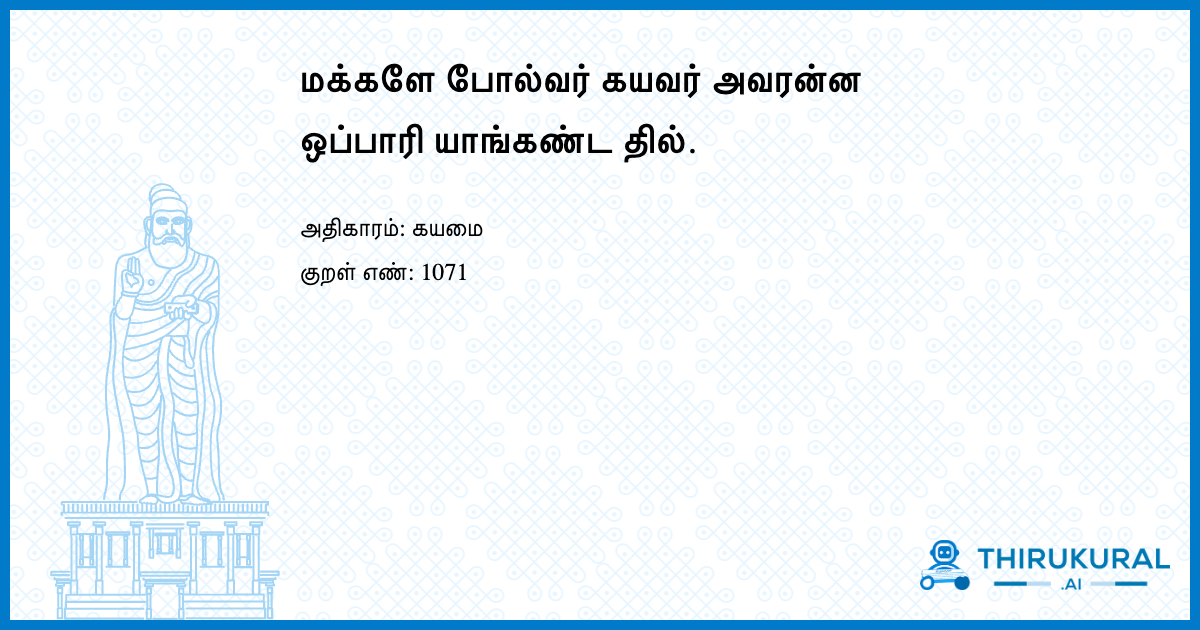 மக்களே போல்வர் கயவர் அவரன்ன
ஒப்பாரி யாங்கண்ட தில்.
அதிகாரம்: கயமை
குறள் எண்: 1071
THIRUKURAL
.AI